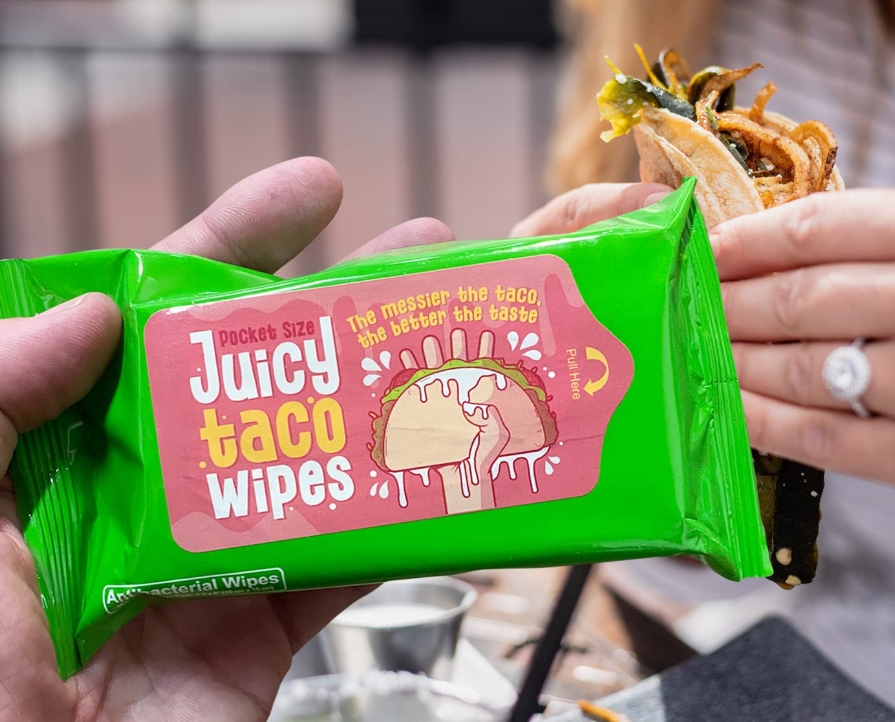 Pocket Size
Juicy
taco
wipes
The messier the taco,
the better the taste
Pull Here
Antibacterial Wipes